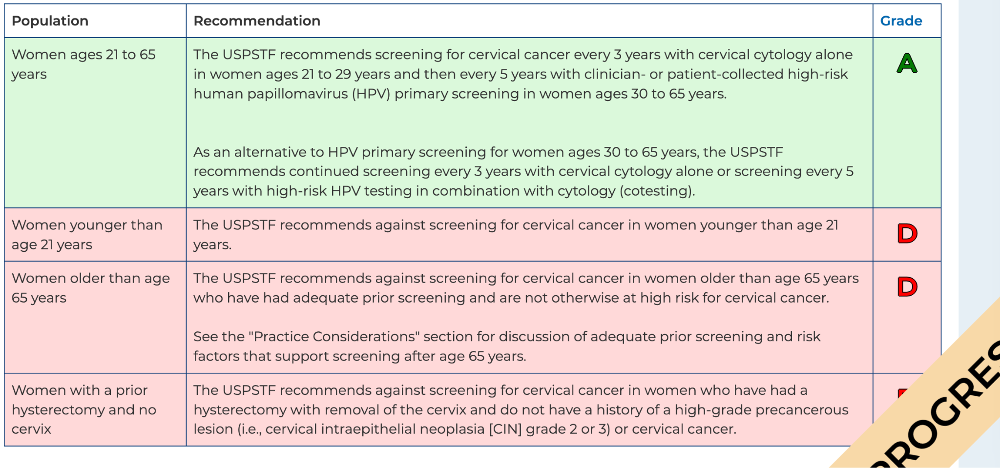 Population
Recommendation
Grade
Women ages 21 to 65
years
The USPSTF recommends screening for cervical cancer every 3 years with cervical cytology alone
in women ages 21 to 29 years and then every 5 years with clinician- or patient-collected high-risk
human papillomavirus (HPV) primary screening in women ages 30 to 65 years.
As an alternative to HPV primary screening for women ages 30 to 65 years, the USPSTF
recommends continued screening every 3 years with cervical cytology alone or screening every 5
years with high-risk HPV testing in combination with cytology (cotesting).
A
Women younger than
age 21 years
The USPSTF recommends against screening for cervical cancer in women younger than age 21
years.
D
Women older than age
65 years
The USPSTF recommends against screening for cervical cancer in women older than age 65 years
who have had adequate prior screening and are not otherwise at high risk for cervical cancer.
See the "Practice Considerations" section for discussion of adequate prior screening and risk
factors that support screening after age 65 years.
D
Women with a prior
hysterectomy and no
cervix
The USPSTF recommends against screening for cervical cancer in women who have had a
hysterectomy with removal of the cervix and do not have a history of a high-grade precancerous
lesion (i.e., cervical intraepithelial neoplasia [CIN] grade 2 or 3) or cervical cancer.
PROGRES